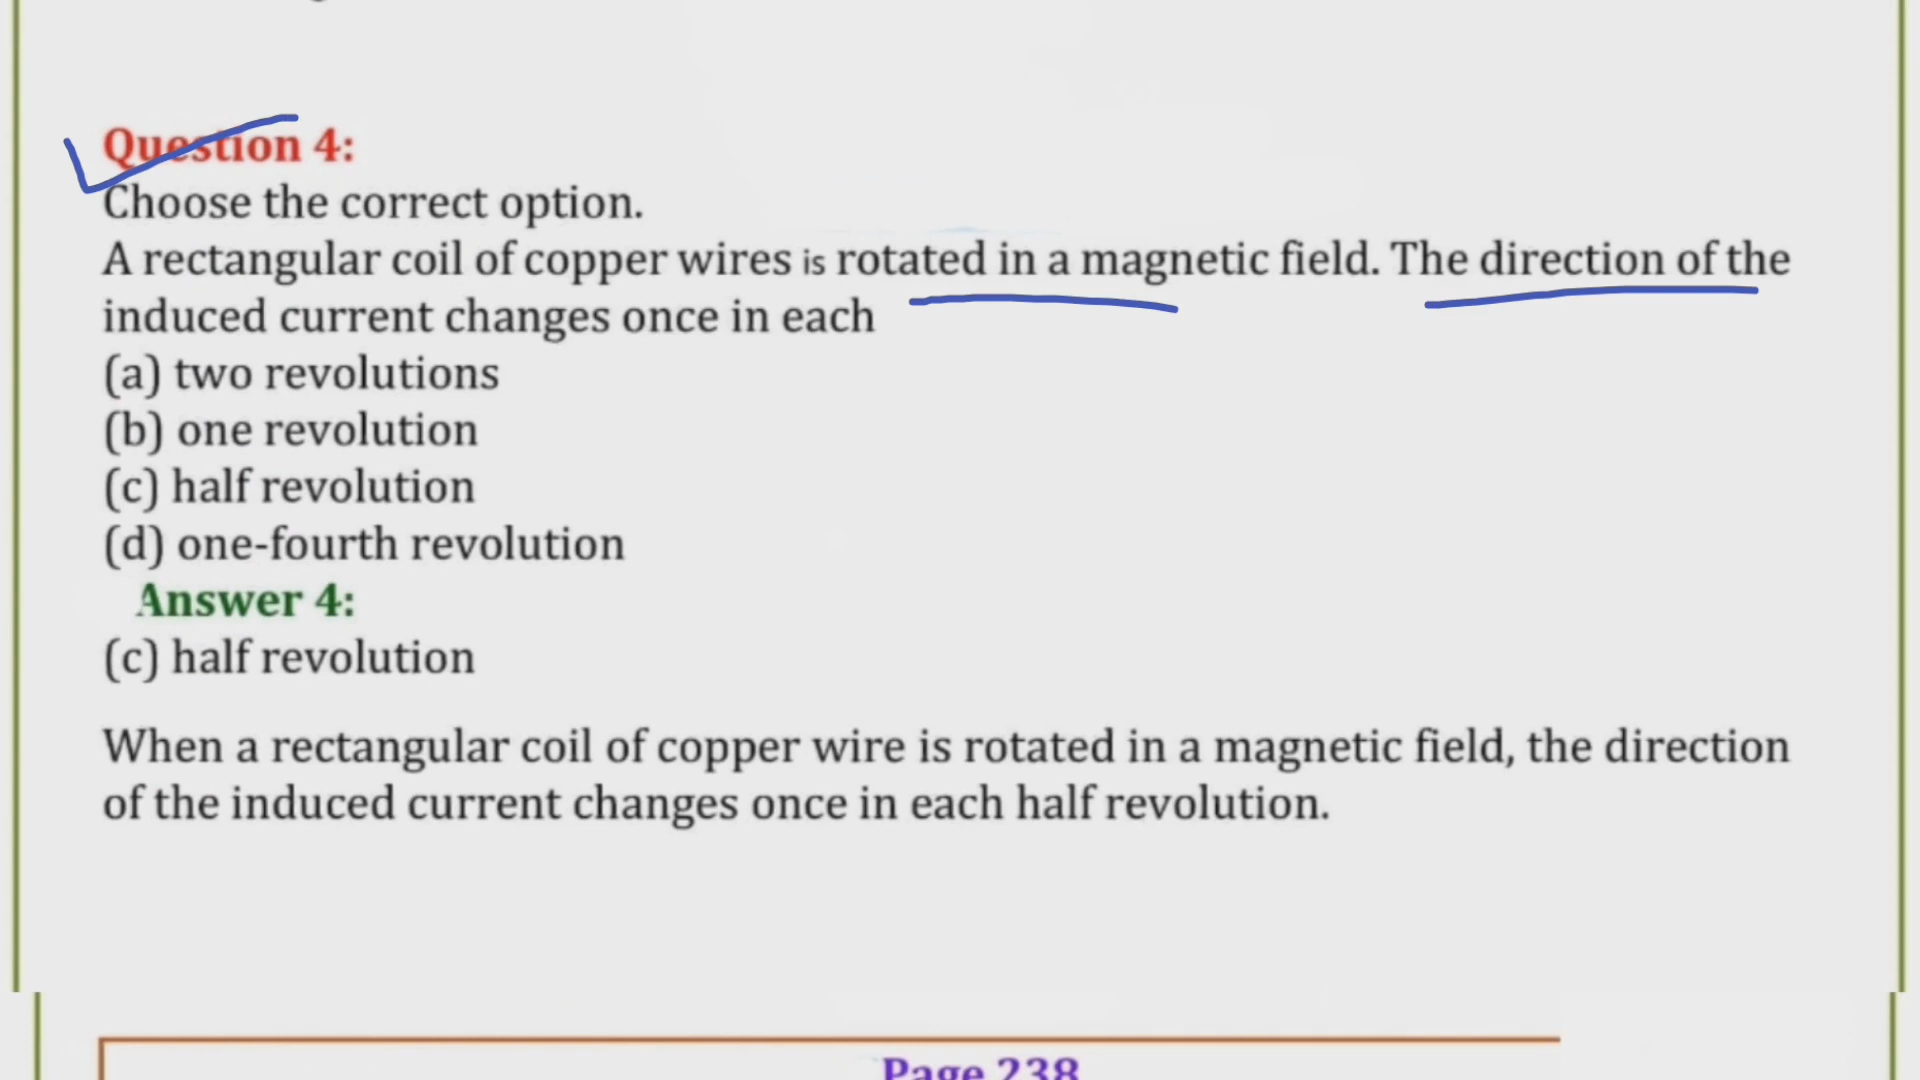 Question 4:
Choose the correct option.
A rectangular coil of copper wires is rotated in a magnetic field. The direction of the
induced current changes once in each
(a) two revolutions
(b) one revolution
(c) half revolution
(d) one-fourth revolution
Answer 4:
(c) half revolution
When a rectangular coil of copper wire is rotated in a magnetic field, the direction
of the induced current changes once in each half revolution.
Page 238